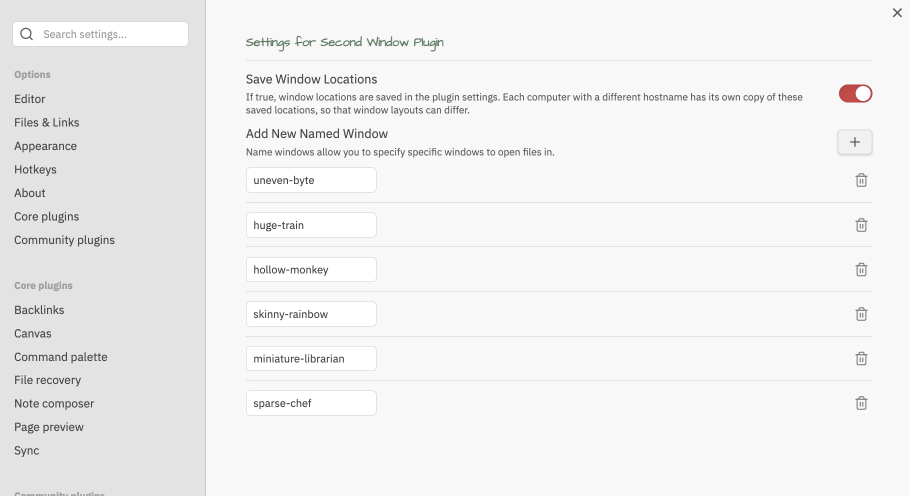 Search settings...
Options
Editor
Files & Links
Appearance
Hotkeys
About
Core plugins
Community plugins
Core plugins
Backlinks
Canvas
Command palette
File recovery
Note composer
Page preview
Sync
Community plugins
Settings for Second Window Plugin
Save Window Locations
If true, window locations are saved in the plugin settings. Each computer with a different hostname has its own copy of these
saved locations, so that window layouts can differ.
Add New Named Window
Name windows allow you to specify specific windows to open files in.
uneven-byte
huge-train
hollow-monkey
skinny-rainbow
miniature-librarian
sparse-chef